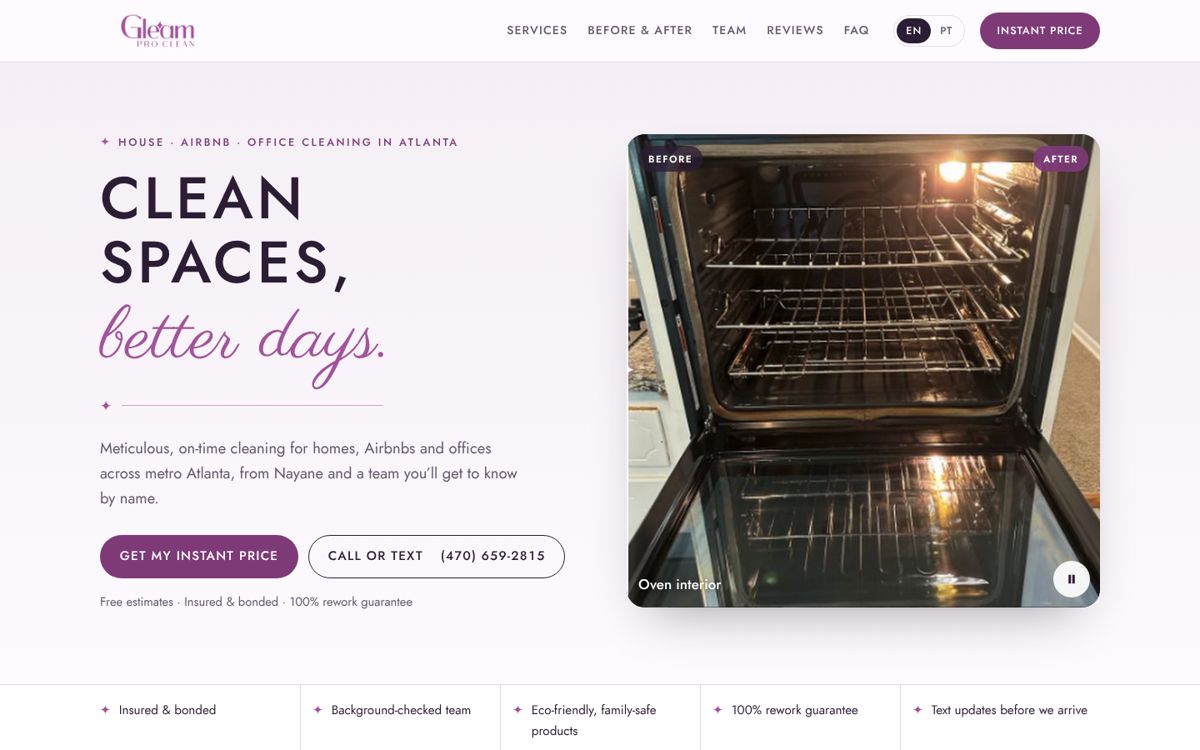 Gleam
PRO CLEAN
SERVICES
BEFORE & AFTER
TEAM
REVIEWS
FAQ
EN
PT
INSTANT PRICE
HOUSE · AIRBNB · OFFICE CLEANING IN ATLANTA
CLEAN
SPACES,
better days.
Meticulous, on-time cleaning for homes, Airbnbs and offices
across metro Atlanta, from Nayane and a team you’ll get to know
by name.
GET MY INSTANT PRICE
CALL OR TEXT (470) 659-2815
Free estimates · Insured & bonded · 100% rework guarantee
BEFORE
AFTER
Oven interior
Insured & bonded
Background-checked team
Eco-friendly, family-safe
products
100% rework guarantee
Text updates before we arrive